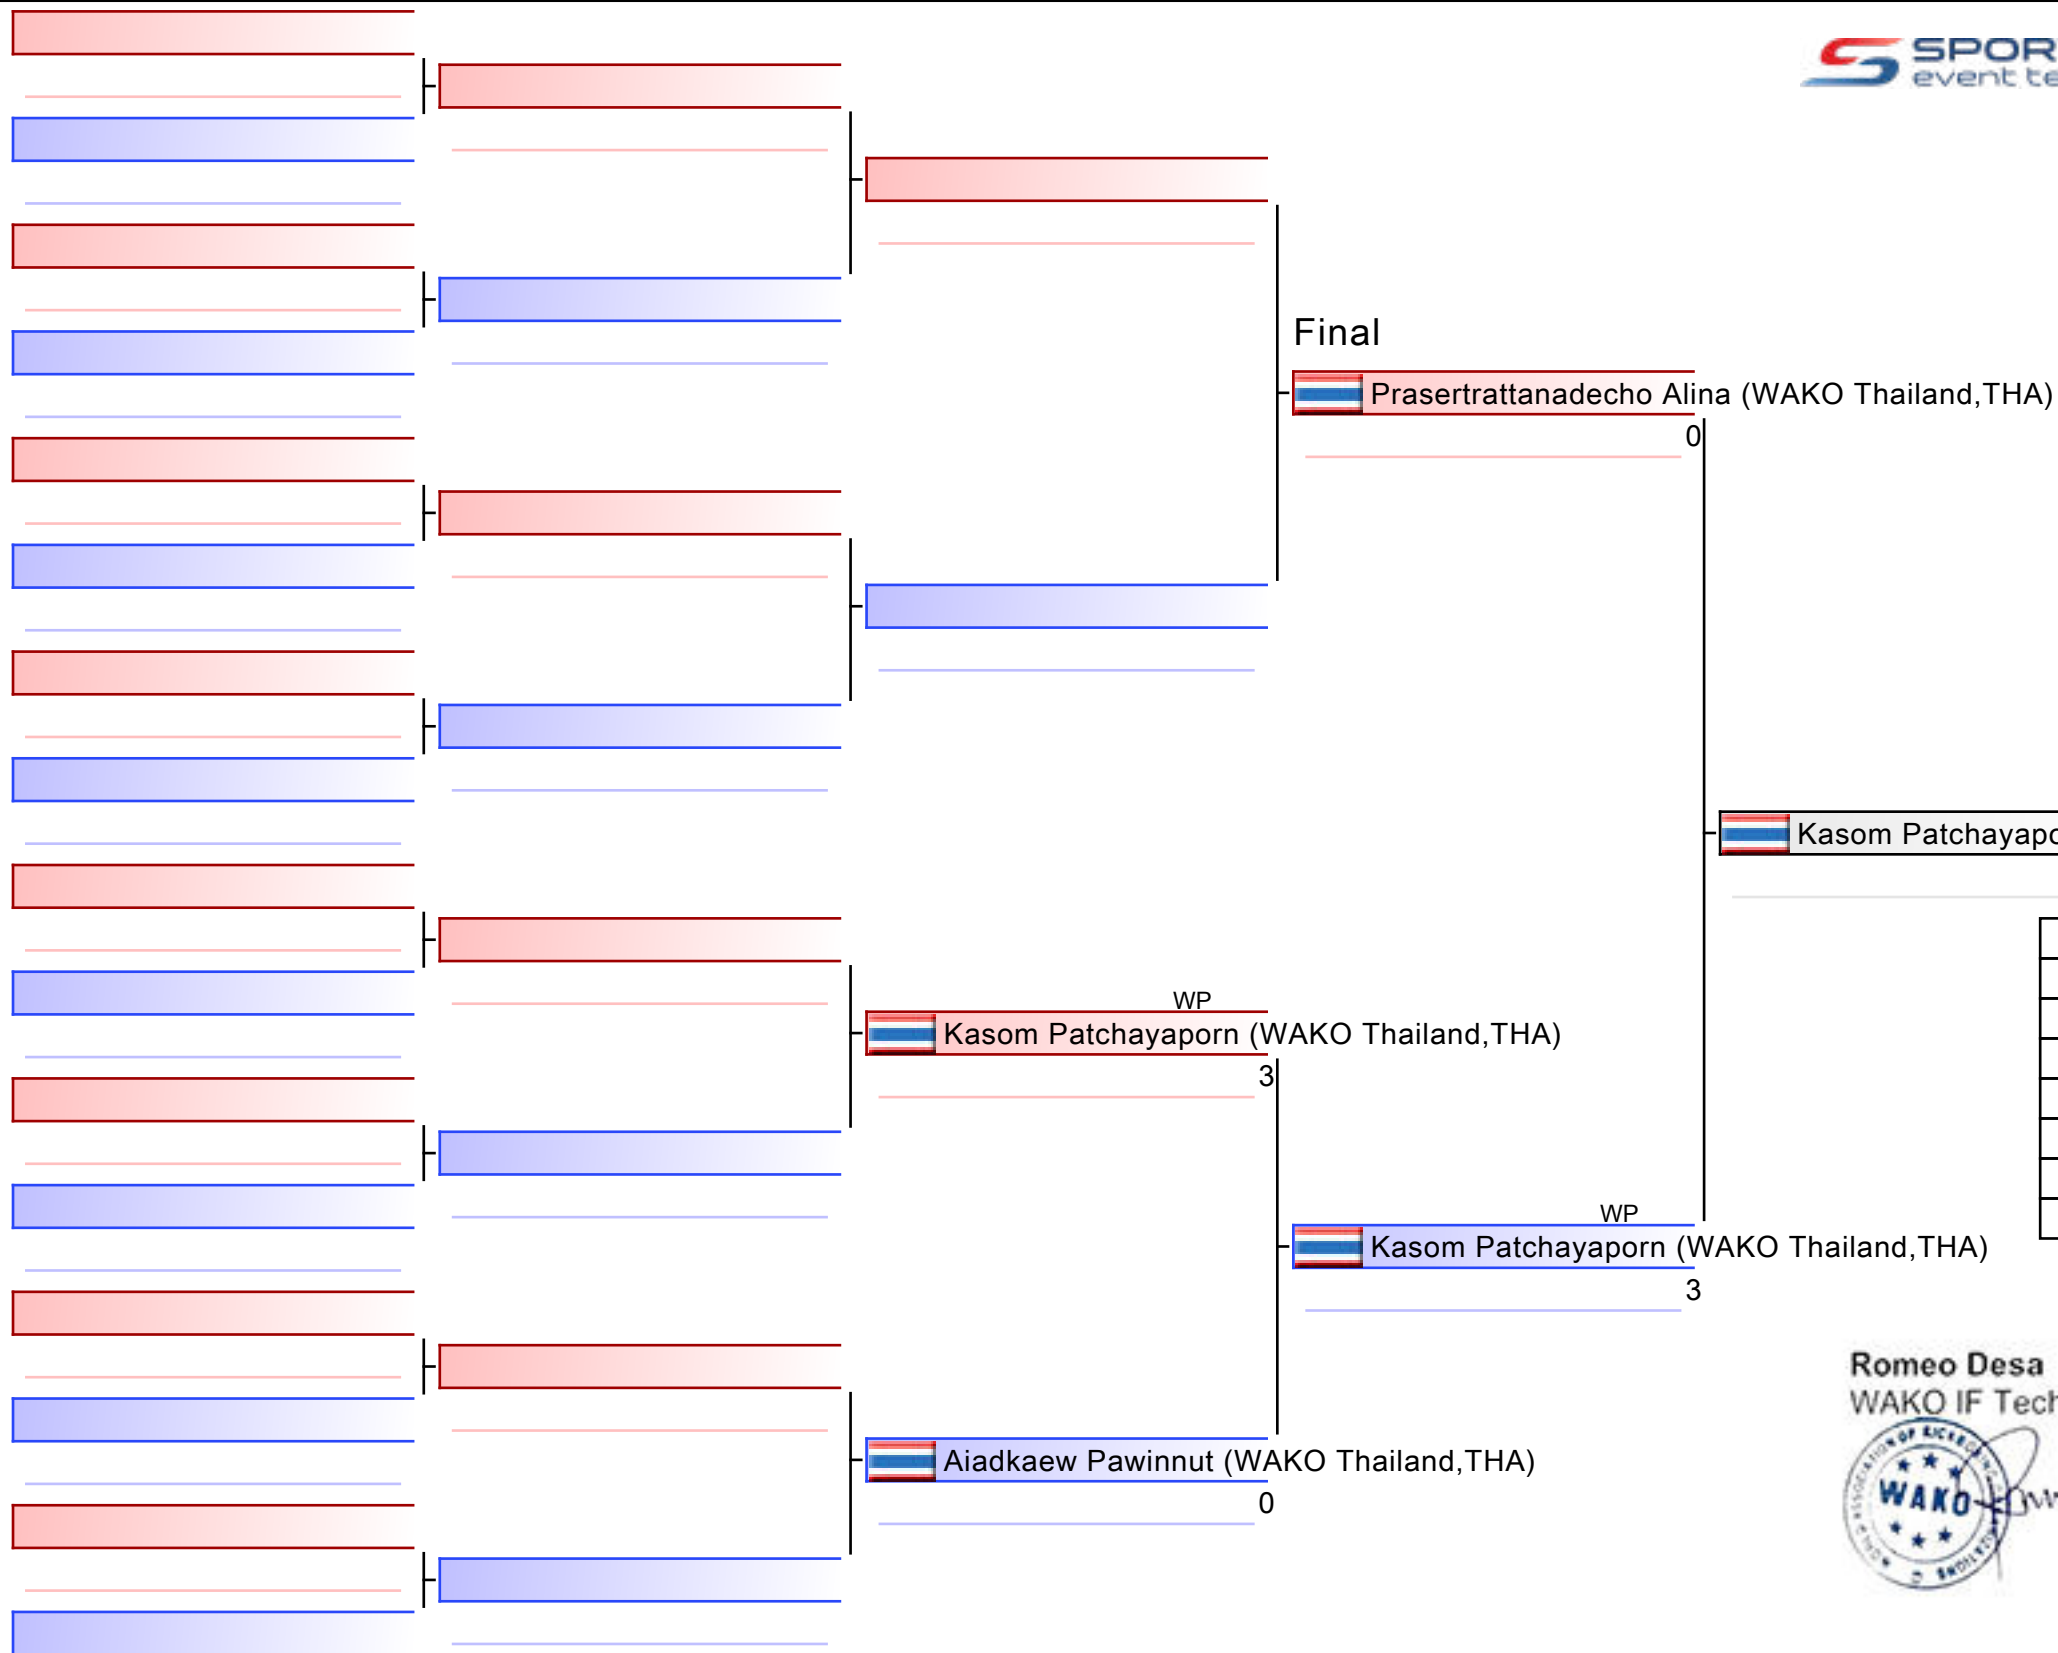 SPOR
event te
Final
Prasertrattanadecho Alina (WAKO Thailand,THA)
0
Kasom Patchayapo
WP
Kasom Patchayaporn (WAKO Thailand,THA)
3
WP
Kasom Patchayaporn (WAKO Thailand,THA)
3
Aiadkaew Pawinnut (WAKO Thailand,THA)
0
Romeo Desa
WAKO IF Tech
WAKO